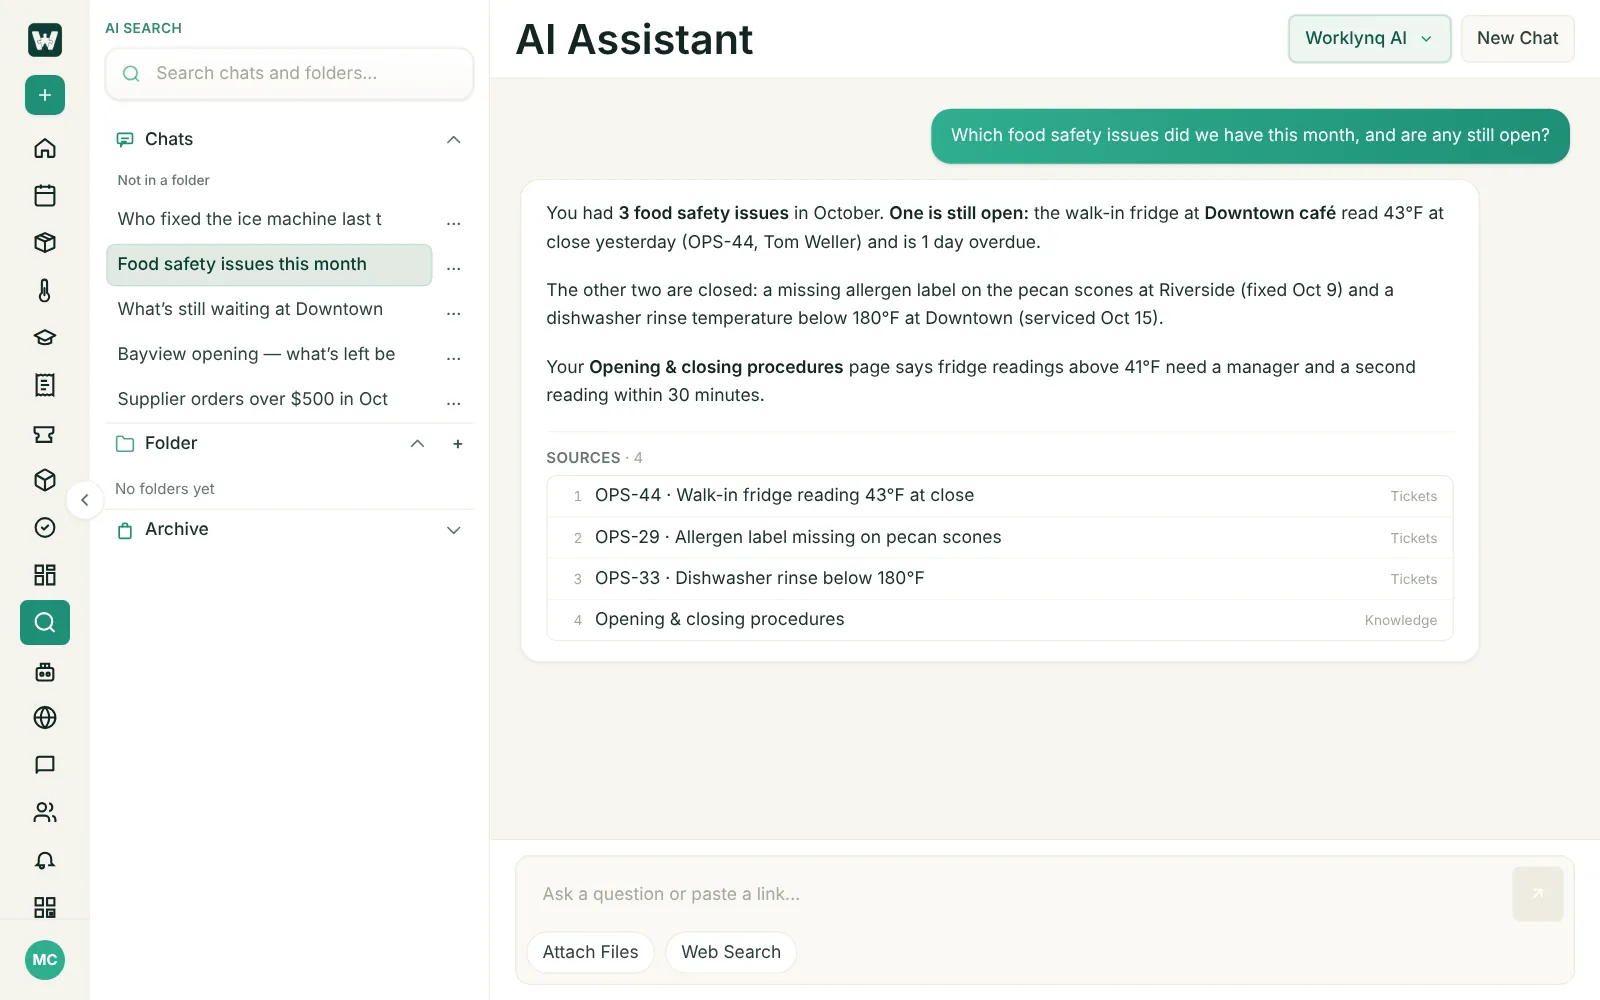 W
AI SEARCH
Search chats and folders...
Chats
Not in a folder
Who fixed the ice machine last t
...
Food safety issues this month
...
What's still waiting at Downtown
...
Bayview opening — what's left be
...
Supplier orders over $500 in Oct
...
Folder
+
No folders yet
Archive
MC
AI Assistant
Worklynq AI
New Chat
Which food safety issues did we have this month, and are any still open?
You had 3 food safety issues in October. One is still open: the walk-in fridge at Downtown café read 43°F at
close yesterday (OPS-44, Tom Weller) and is 1 day overdue.
The other two are closed: a missing allergen label on the pecan scones at Riverside (fixed Oct 9) and a
dishwasher rinse temperature below 180°F at Downtown (serviced Oct 15).
Your Opening & closing procedures page says fridge readings above 41°F need a manager and a second
reading within 30 minutes.
SOURCES · 4
1 OPS-44 · Walk-in fridge reading 43°F at close Tickets
2 OPS-29 · Allergen label missing on pecan scones Tickets
3 OPS-33 · Dishwasher rinse below 180°F Tickets
4 Opening & closing procedures Knowledge
Ask a question or paste a link...
Attach Files
Web Search